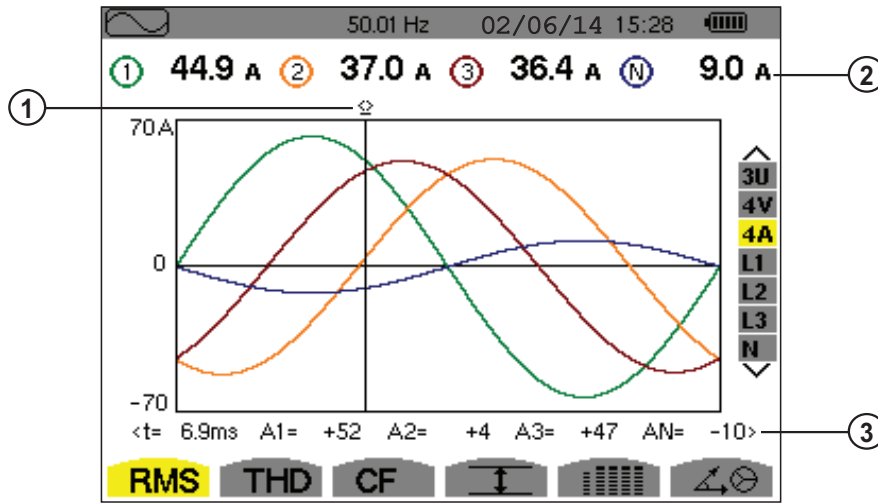 50.01 Hz 02/06/14 15:28
1 44.9 A 2 37.0 A 3 36.4 A N 9.0 A
2
1
70A
0
-70
3U
4V
4A
L1
L2
L3
N
<t= 6.9ms A1= +52 A2= +4 A3= +47 AN= -10>
3
RMS THD CF